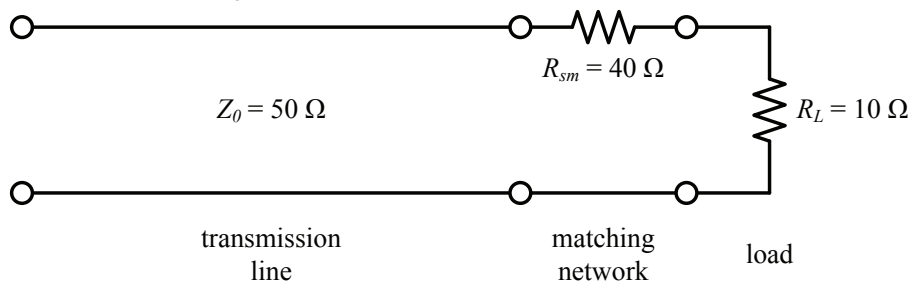 R_sm = 40 Ω
Z_0 = 50 Ω
R_L = 10 Ω
transmission
line
matching
network
load